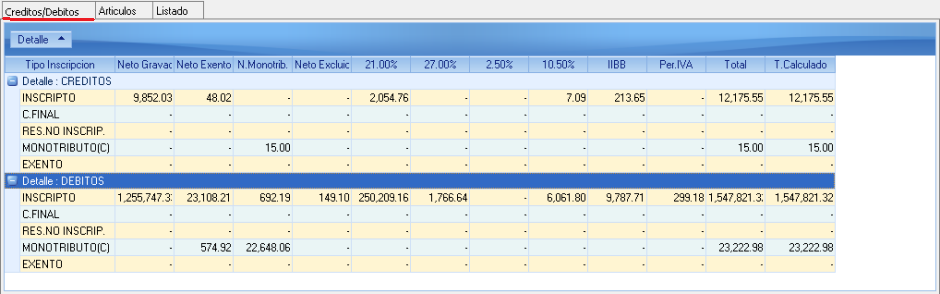 Creditos/Debitos Articulos Listado
Detalle
Tipo Inscripcion Neto Gravac Neto Exento N.Monotrib. Neto Excluic 21.00% 27.00% 2.50% 10.50% IIBB Per.IVA Total T.Calculado
Detalle : CREDITOS
INSCRIPTO 9,852.03 48.02 - - 2,054.76 - - 7.09 213.65 - 12,175.55 12,175.55
C.FINAL - - - - - - - - - - - -
RES.NO INSCRIP. - - - - - - - - - - - -
MONOTRIBUTO(C) - - 15.00 - - - - - - - 15.00 15.00
EXENTO - - - - - - - - - - - -
Detalle : DEBITOS
INSCRIPTO 1,255,747.3 23,108.21 692.19 149.10 250,209.16 1,766.64 - 6,061.80 9,787.71 299.18 1,547,821.3 1,547,821.32
C.FINAL - - - - - - - - - - - -
RES.NO INSCRIP. - - - - - - - - - - - -
MONOTRIBUTO(C) - 574.92 22,648.06 - - - - - - - 23,222.98 23,222.98
EXENTO - - - - - - - - - - - -